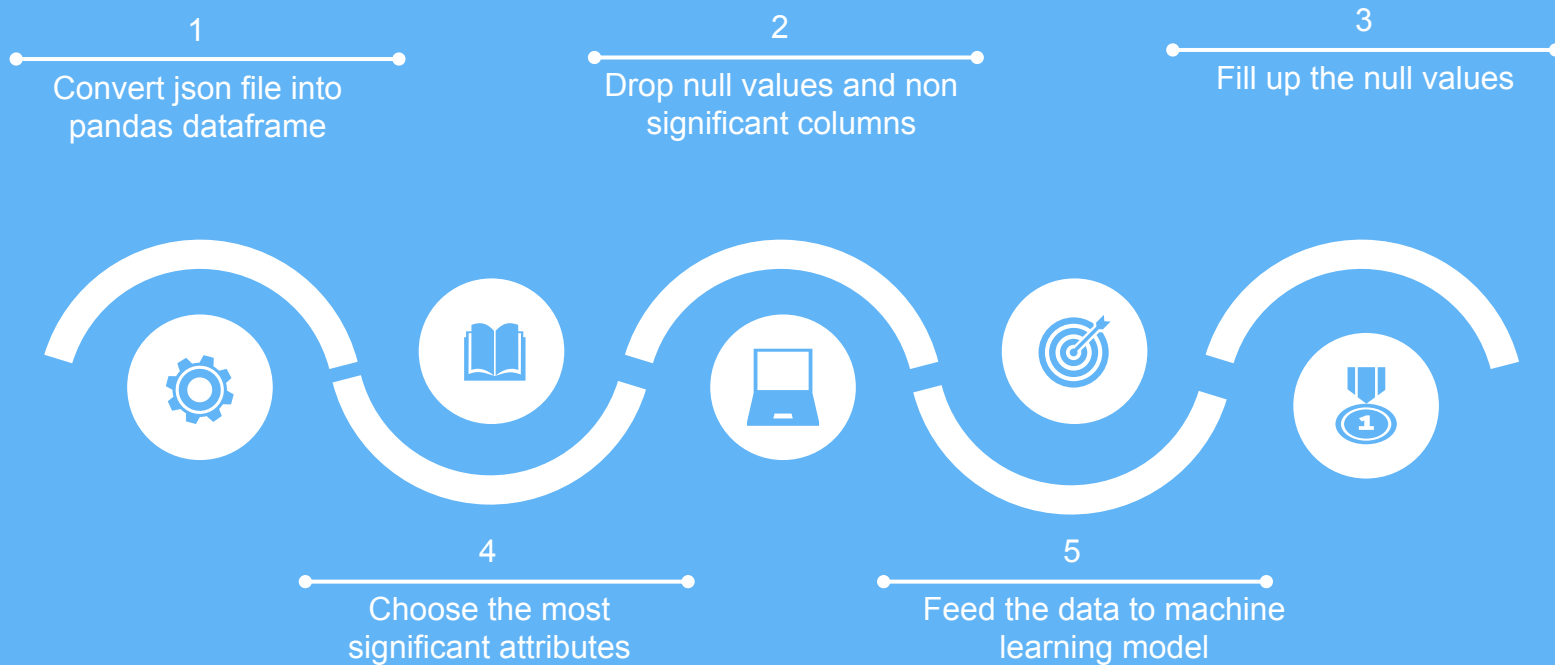 1
Convert json file into
pandas dataframe
2
Drop null values and non
significant columns
3
Fill up the null values
1
4
Choose the most
significant attributes
5
Feed the data to machine
learning model